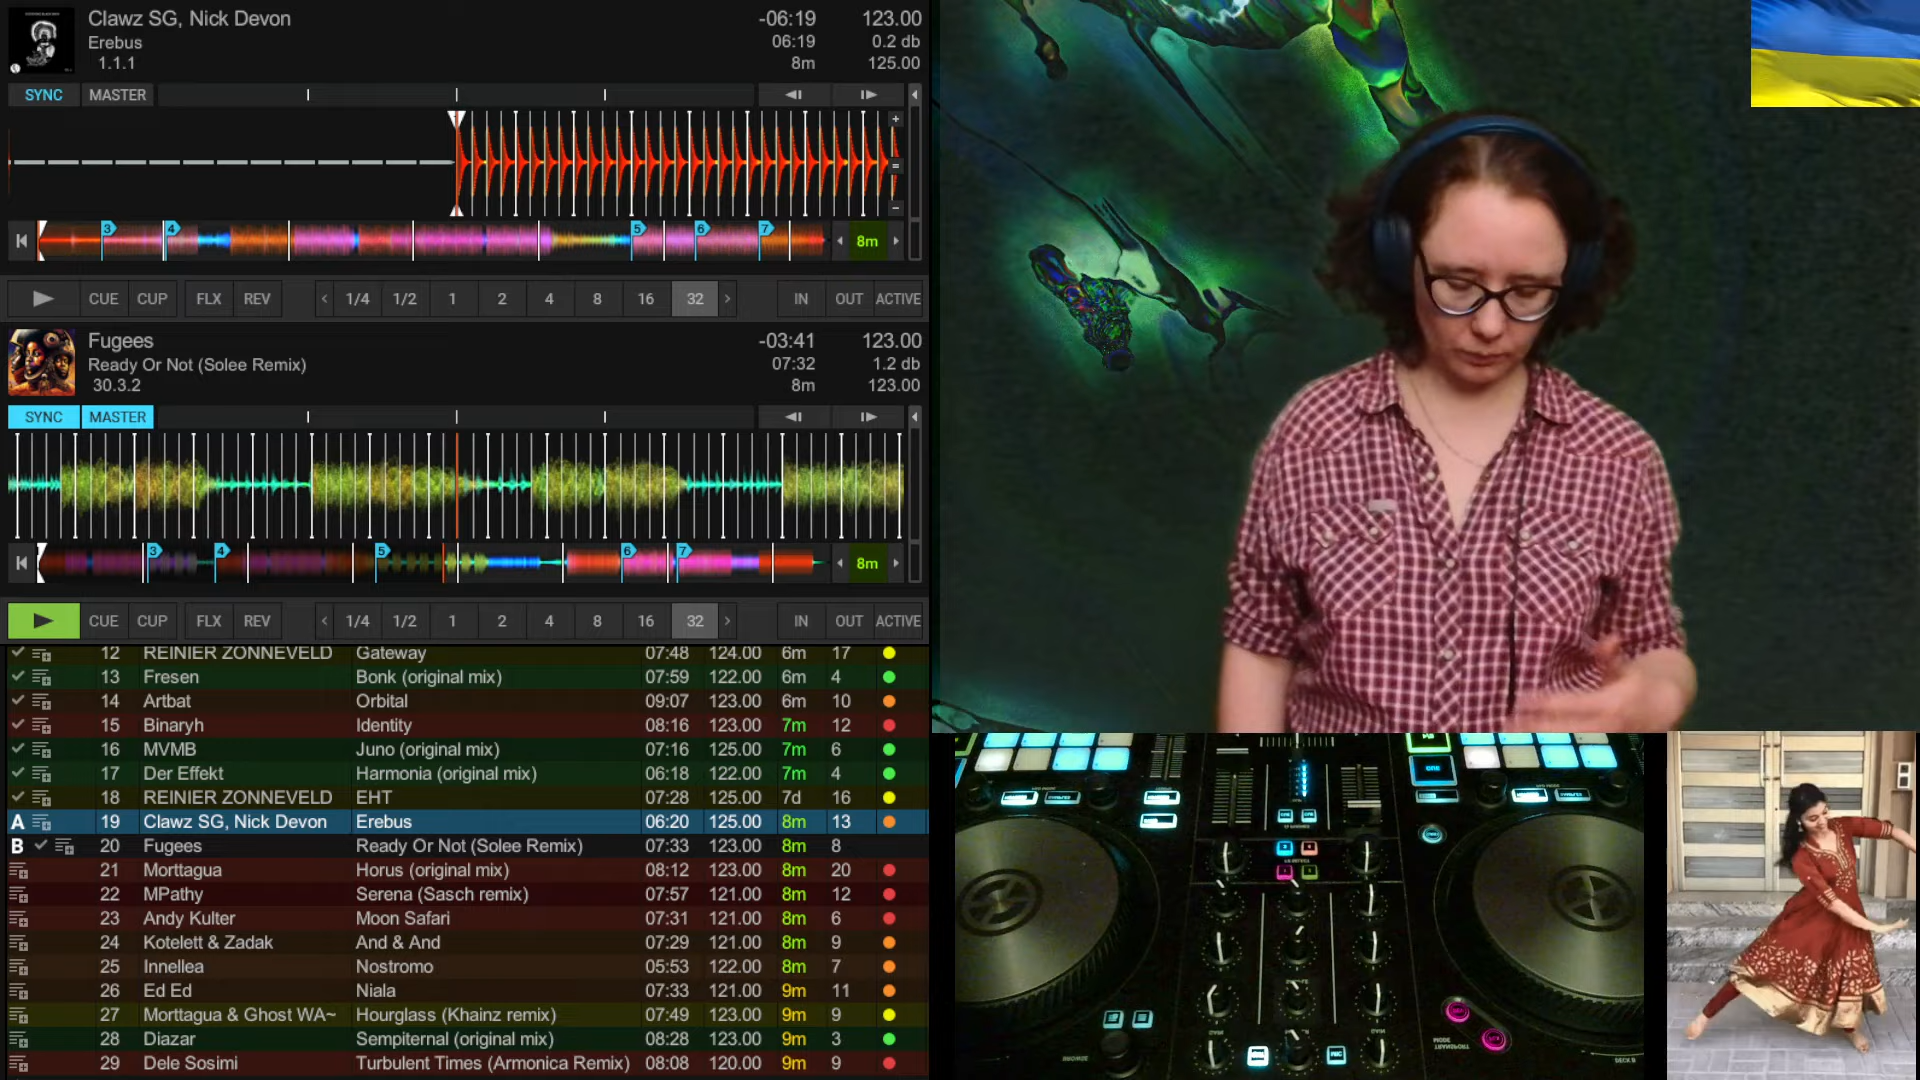 Clawz SG, Nick Devon -06:19 123.00
Erebus 06:19 0.2 db
1.1.1 8m 125.00
SYNC MASTER
3 4 5 6 7 8m
CUE CUP FLX REV 1/4 1/2 1 2 4 8 16 32 IN OUT ACTIVE
Fugees -03:41 123.00
Ready Or Not (Solee Remix) 07:32 1.2 db
30.3.2 8m 123.00
SYNC MASTER
3 4 5 6 7 8m
CUE CUP FLX REV 1/4 1/2 1 2 4 8 16 32 IN OUT ACTIVE
12 REINIER ZONNEVELD Gateway 07:48 124.00 6m 17
13 Fresen Bonk (original mix) 07:59 122.00 6m 4
14 Artbat Orbital 09:07 123.00 6m 10
15 Binaryh Identity 08:16 123.00 7m 12
16 MVMB Juno (original mix) 07:16 125.00 7m 6
17 Der Effekt Harmonia (original mix) 06:18 122.00 7m 4
18 REINIER ZONNEVELD EHT 07:28 125.00 7d 16
A 19 Clawz SG, Nick Devon Erebus 06:20 125.00 8m 13
B 20 Fugees Ready Or Not (Solee Remix) 07:33 123.00 8m 8
21 Morttagua Horus (original mix) 08:12 123.00 8m 20
22 MPathy Serena (Sasch remix) 07:57 121.00 8m 12
23 Andy Kulter Moon Safari 07:31 121.00 8m 6
24 Kotelett & Zadak And & And 07:29 121.00 8m 9
25 Innellea Nostromo 05:53 122.00 8m 7
26 Ed Ed Niala 07:33 121.00 9m 11
27 Morttagua & Ghost WA~ Hourglass (Khainz remix) 07:49 123.00 9m 9
28 Diazar Sempiternal (original mix) 08:28 123.00 9m 3
29 Dele Sosimi Turbulent Times (Armonica Remix) 08:08 120.00 9m 9